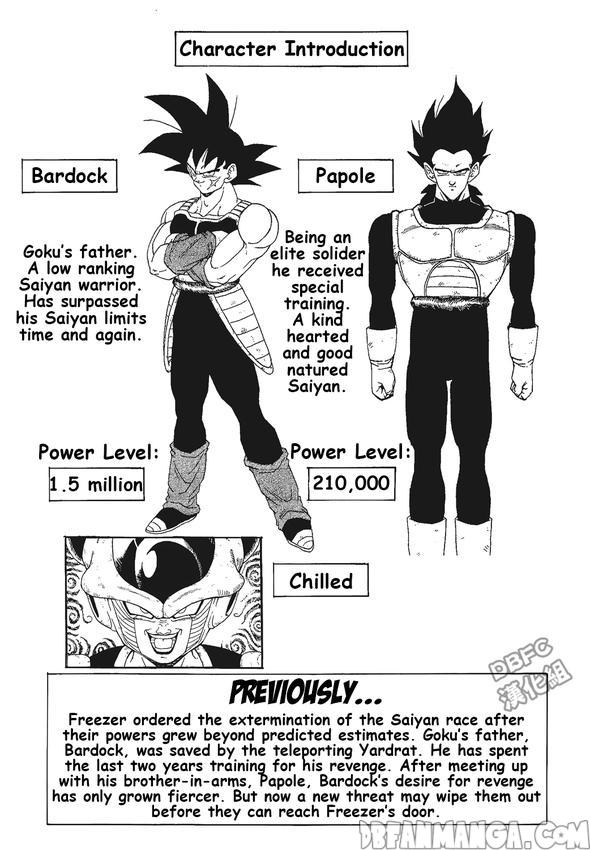 Character Introduction
Bardock
Goku's father.
A low ranking
Saiyan warrior.
Has surpassed
his Saiyan limits
time and again.
Power Level:
1.5 million
Papole
Being an
elite solider
he received
special
training.
A kind
hearted
and good
natured
Saiyan.
Power Level:
210,000
Chilled
DBFC
漢化組
PREVIOUSLY...
Freezer ordered the extermination of the Saiyan race after
their powers grew beyond predicted estimates. Goku's father,
Bardock, was saved by the teleporting Yardrat. He has spent
the last two years training for his revenge. After meeting up
with his brother-in-arms, Papole, Bardock's desire for revenge
has only grown fiercer. But now a new threat may wipe them out
before they can reach Freezer's door.
DBFANMANGA.COM